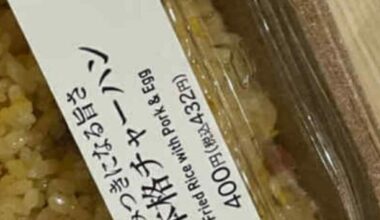 つきになる旨さ
本格チャーハン
Fried Rice with Pork & Egg
400円(税込432円)